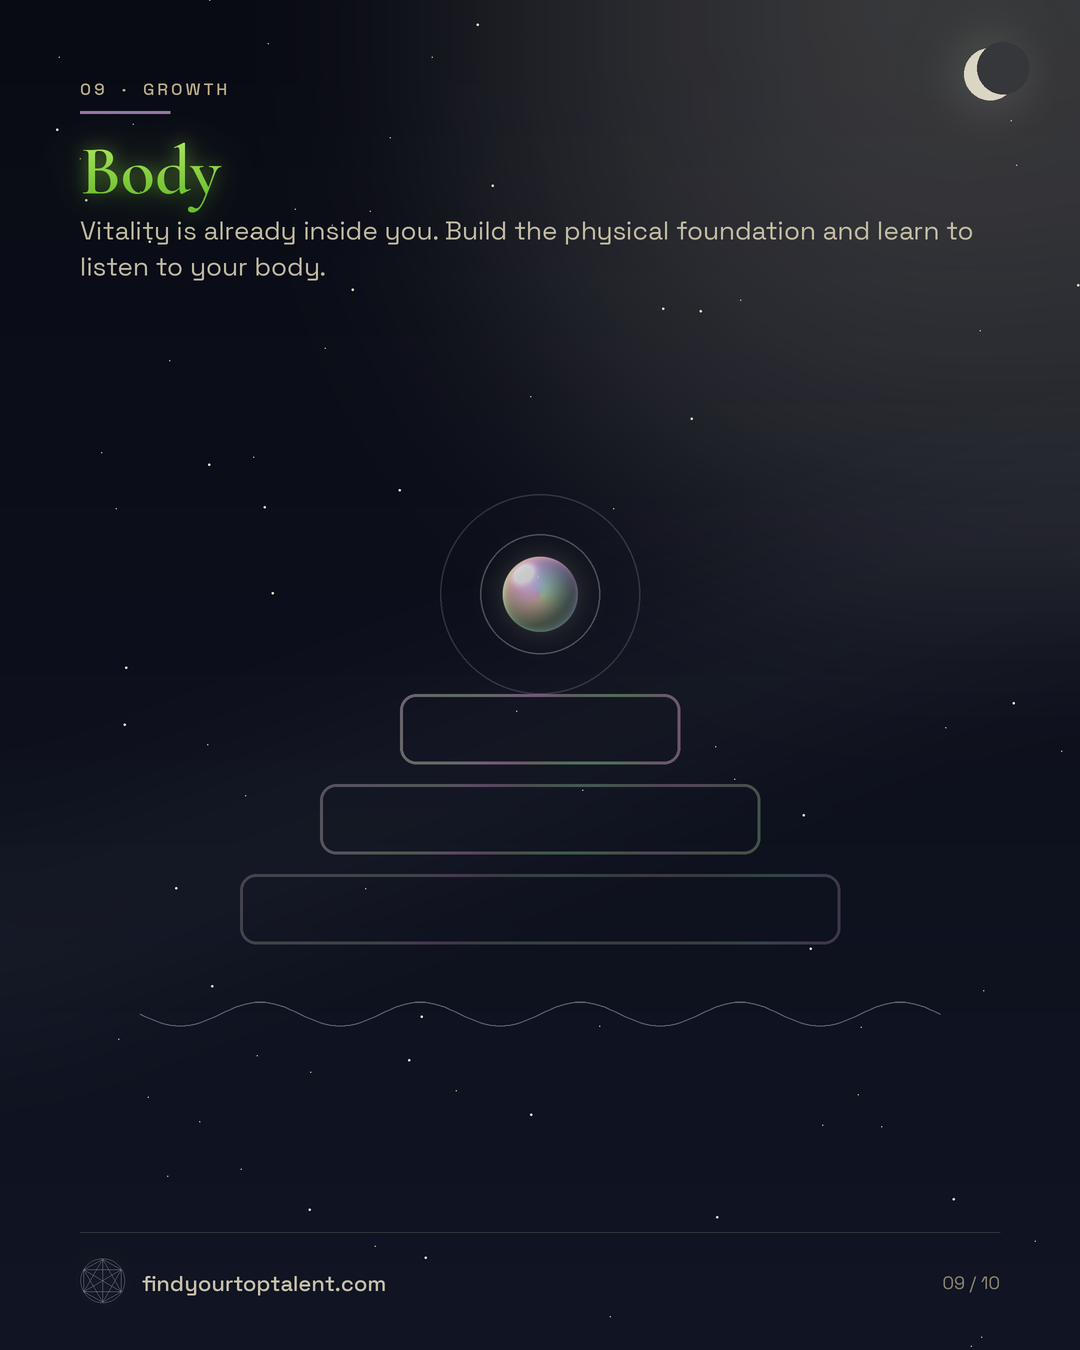 09 · GROWTH
Body
Vitality is already inside you. Build the physical foundation and learn to
listen to your body.
findyourtoptalent.com
09 / 10